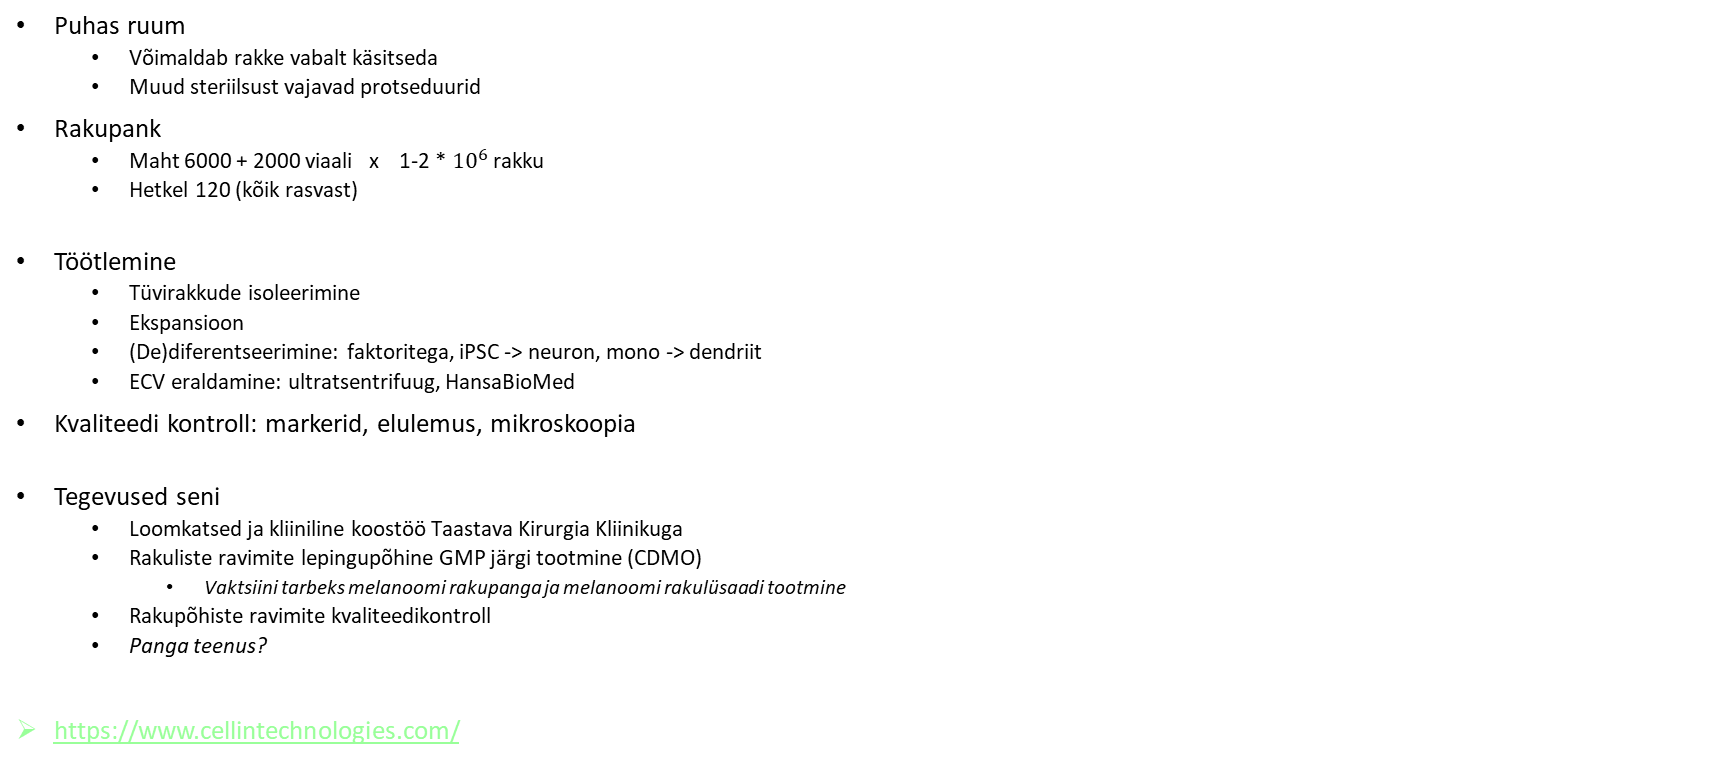 • Puhas ruum
• Võimaldab rakke vabalt käsitseda
• Muud steriilsust vajavad protseduurid
• Rakupank
• Maht 6000 + 2000 viaali x 1-2 * 10⁶ rakku
• Hetkel 120 (kõik rasvast)
• Töötlemine
• Tüvirakkude isoleerimine
• Ekspansioon
• (De)diferentseerimine: faktoritega, iPSC -> neuron, mono -> dendriit
• ECV eraldamine: ultratsentrifuug, HansaBioMed
• Kvaliteedi kontroll: markerid, elulemus, mikroskoopia
• Tegevused seni
• Loomkatsed ja kliiniline koostöö Taastava Kirurgia Kliinikuga
• Rakuliste ravimite lepingupõhine GMP järgi tootmine (CDMO)
• Vaktsiini tarbeks melanoomi rakupanga ja melanoomi rakulüsaadi tootmine
• Rakupõhiste ravimite kvaliteedikontroll
• Panga teenus?
➢ https://www.cellintechnologies.com/